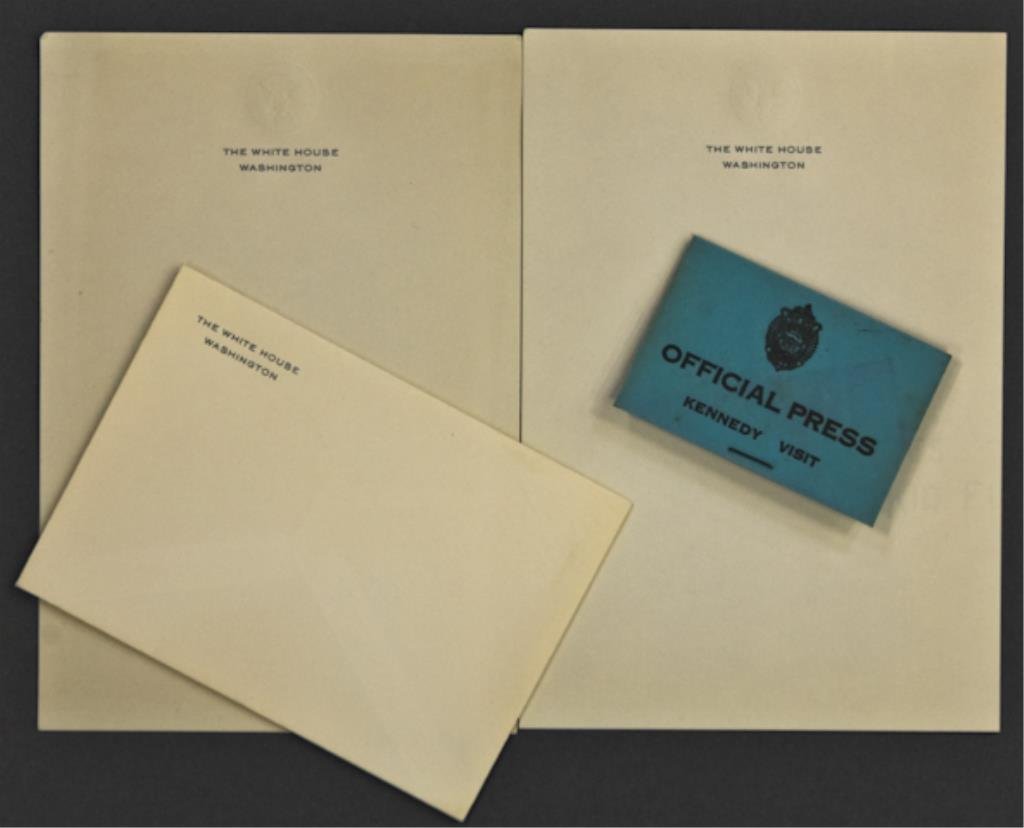 THE WHITE HOUSE
WASHINGTON
THE WHITE HOUSE
WASHINGTON
THE WHITE HOUSE
WASHINGTON
OFFICIAL PRESS
KENNEDY VISIT